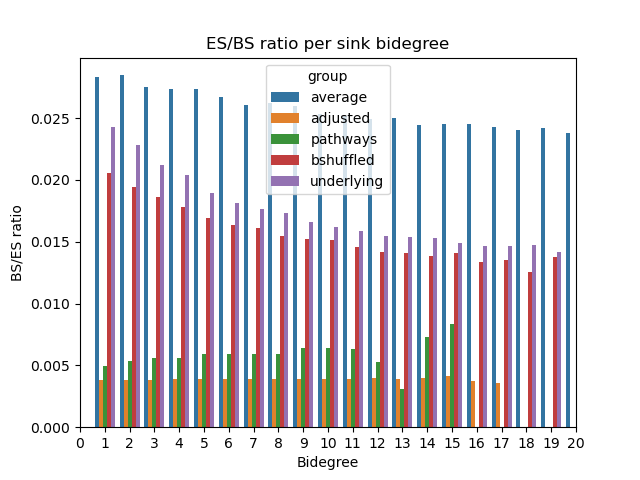 ES/BS ratio per sink bidegree
group
average
adjusted
pathways
bshuffled
underlying
BS/ES ratio
0.025
0.020
0.015
0.010
0.005
0.000
0 1 2 3 4 5 6 7 8 9 10 11 12 13 14 15 16 17 18 19 20
Bidegree